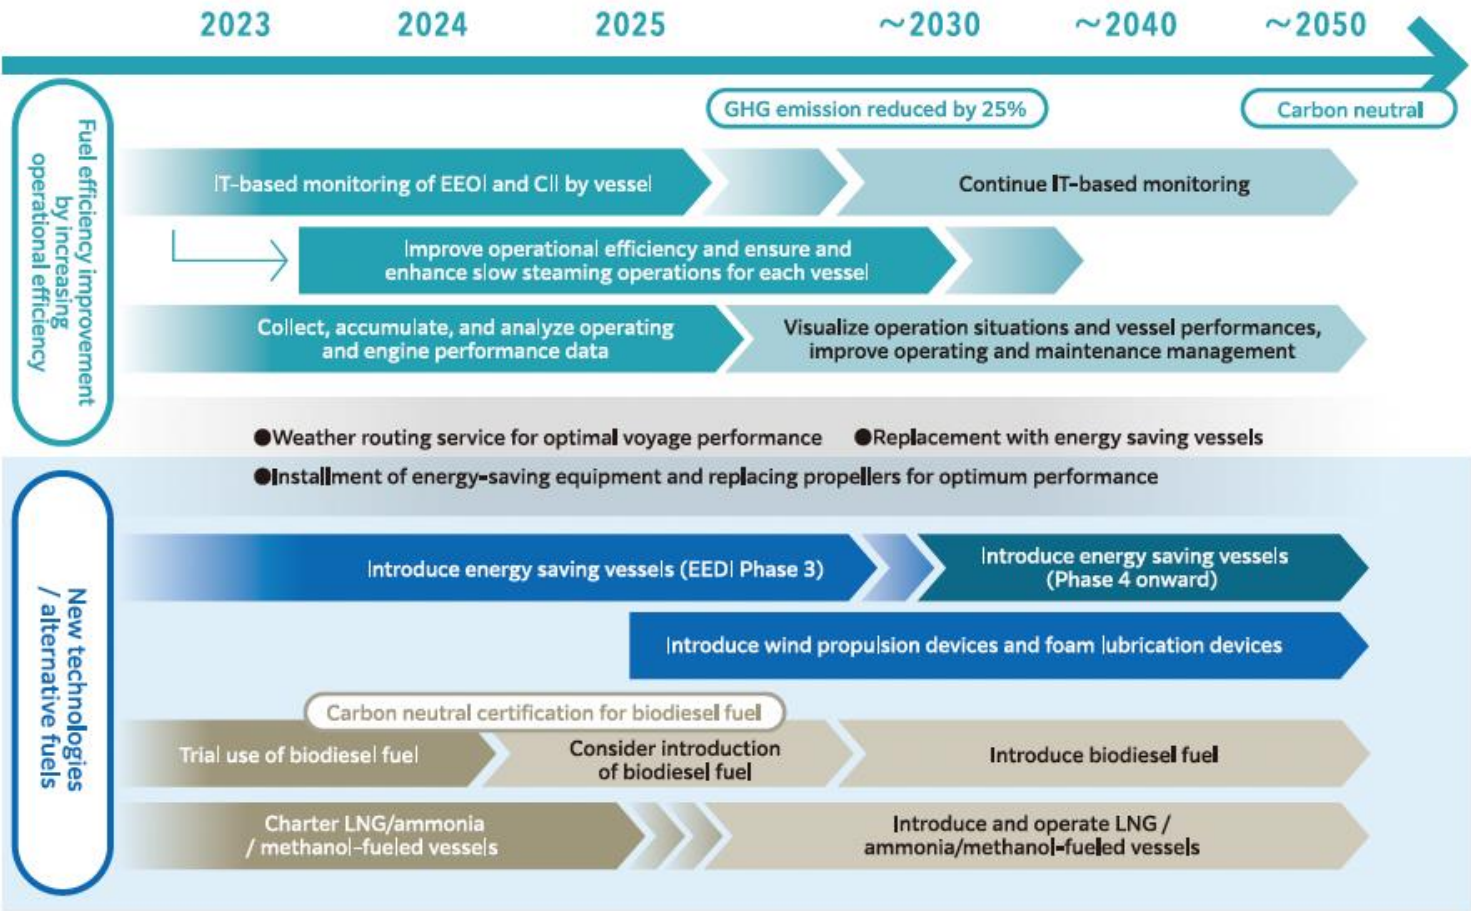 2023 2024 2025 ~2030 ~2040 ~2050
GHG emission reduced by 25%
Carbon neutral
Fuel efficiency improvement
by increasing
operational efficiency
IT-based monitoring of EEOI and CII by vessel
Continue IT-based monitoring
Improve operational efficiency and ensure and
enhance slow steaming operations for each vessel
Collect, accumulate, and analyze operating
and engine performance data
Visualize operation situations and vessel performances,
improve operating and maintenance management
●Weather routing service for optimal voyage performance ●Replacement with energy saving vessels
●Installment of energy-saving equipment and replacing propellers for optimum performance
New technologies
/ alternative fuels
Introduce energy saving vessels (EEDI Phase 3)
Introduce energy saving vessels
(Phase 4 onward)
Introduce wind propulsion devices and foam lubrication devices
Carbon neutral certification for biodiesel fuel
Trial use of biodiesel fuel
Consider introduction
of biodiesel fuel
Introduce biodiesel fuel
Charter LNG/ammonia
/ methanol-fueled vessels
Introduce and operate LNG /
ammonia/methanol-fueled vessels